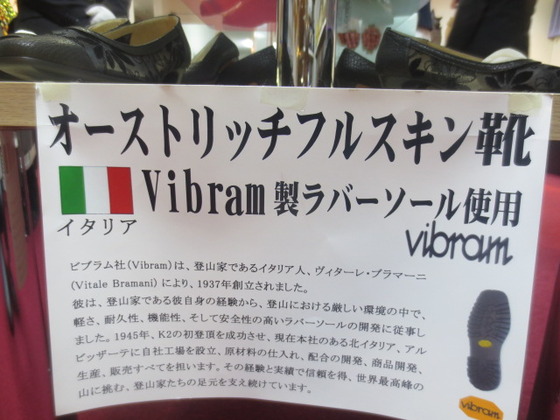 オーストリッチフルスキン靴
Vibram製ラバーソール使用
イタリア
vibram
ビブラム社(Vibram)は、登山家であるイタリア人、ヴィターレ・ブラマーニ
(Vitale Bramani)により、1937年創立されました。
彼は、登山家である彼自身の経験から、登山における厳しい環境の中で、
軽さ、耐久性、機能性、そして安全性の高いラバーソールの開発に従事し
ました。1945年、K2の初登頂を成功させ、現在本社のある北イタリア、アル
ビッザーテに自社工場を設立、原材料の仕入れ、配合の開発、商品開発、
生産、販売すべてを担います。その経験と実績で信頼を得、世界最高峰の
山に挑む、登山家たちの足元を支え続けています。
vibram